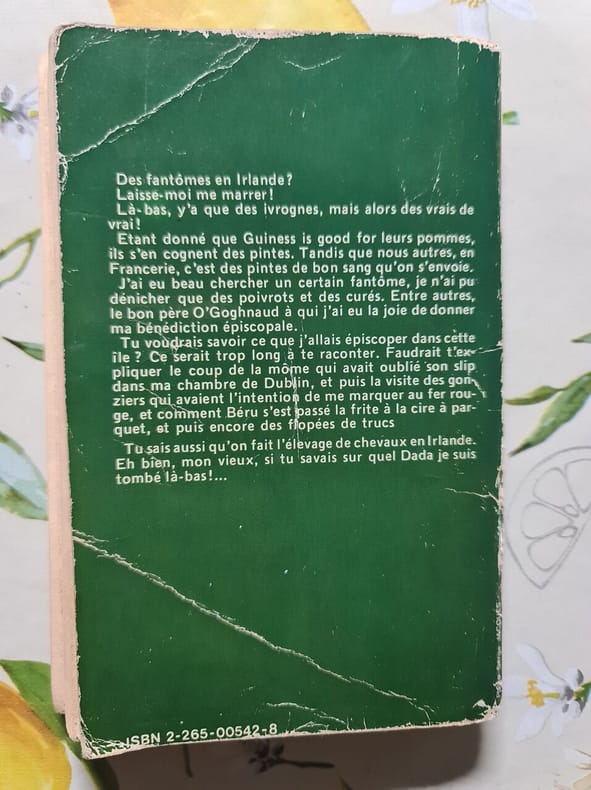 Des fantômes en Irlande?
Laisse-moi me marrer!
Là-bas, y'a que des ivrognes, mais alors des vrais de
vrai!
Etant donné que Guiness is good for leurs pommes,
ils s'en cognent des pintes. Tandis que nous autres, en
Francerie, c'est des pintes de bon sang qu'on s'envoie.
J'ai eu beau chercher un certain fantôme, je n'ai pu
dénicher que des poivrots et des curés. Entre autres,
le bon père O'Goghnaud à qui j'ai eu la joie de donner
ma bénédiction épiscopale.
Tu voudrais savoir ce que j'allais épiscoper dans cette
île ? Ce serait trop long à te raconter. Faudrait t'ex-
pliquer le coup de la môme qui avait oublié son slip
dans ma chambre de Dublin, et puis la visite des gon-
ziers qui avaient l'intention de me marquer au fer rou-
ge, et comment Béru s'est passé la frite à la cire à par-
quet, et puis encore des flopées de trucs
Tu sais aussi qu'on fait l'élevage de chevaux en Irlande.
Eh bien, mon vieux, si tu savais sur quel Dada je suis
tombé là-bas!...
ISBN 2-265-00542-8